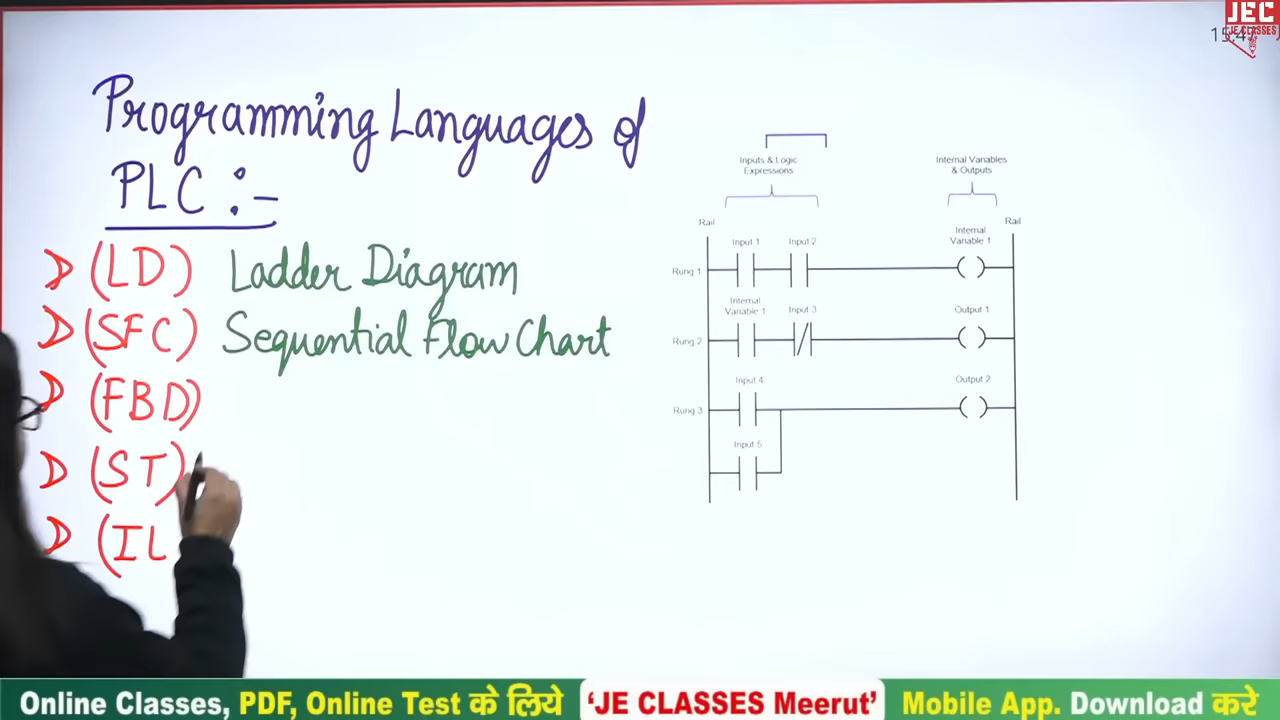 JEC
JE CLASSES
Programming Languages of
PLC :-
(LD) Ladder Diagram
(SFC) Sequential Flow Chart
(FBD)
(ST)
(IL
Inputs & Logic
Expressions
Internal Variables
& Outputs
Rail
Rail
Input 1
Input 2
Internal
Variable 1
Rung 1
Internal
Variable 1
Input 3
Output 1
Rung 2
Input 4
Output 2
Rung 3
Input 5
Online Classes, PDF, Online Test के लिये 'JE CLASSES Meerut' Mobile App. Download करे